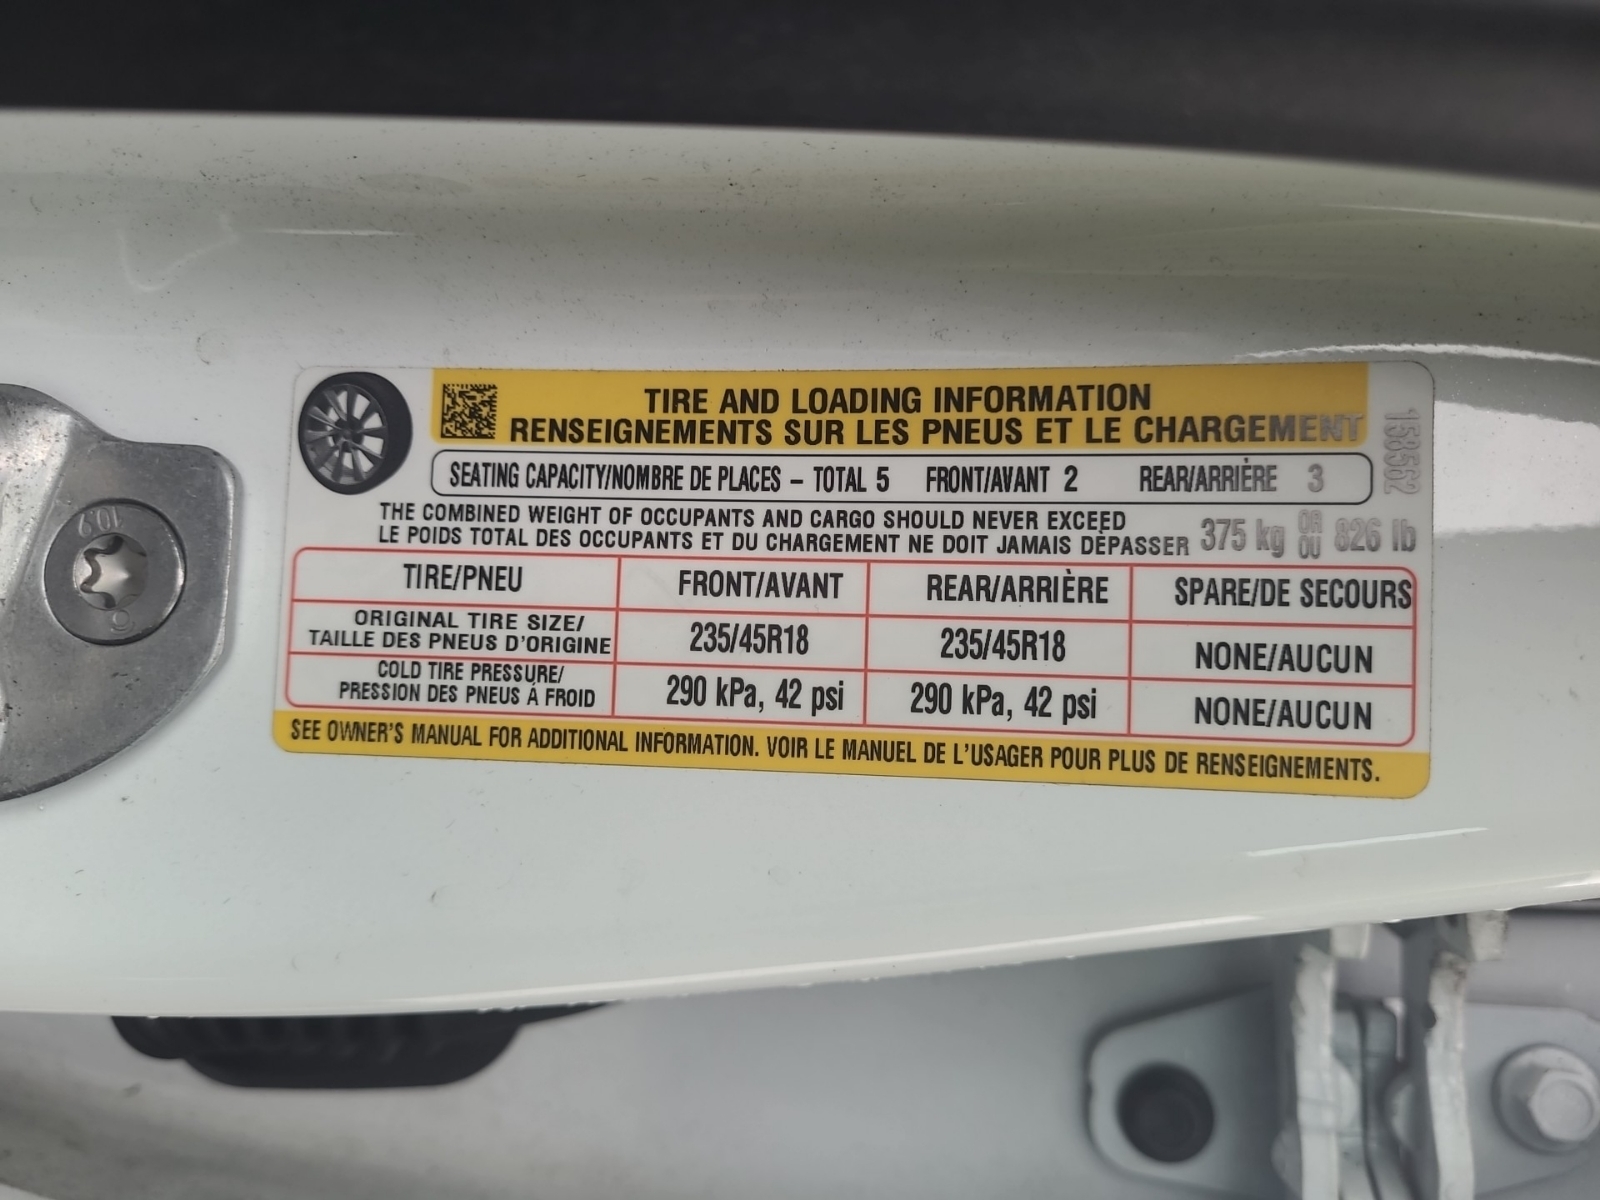 TIRE AND LOADING INFORMATION
RENSEIGNEMENTS SUR LES PNEUS ET LE CHARGEMENT
158562
SEATING CAPACITY/NOMBRE DE PLACES – TOTAL 5 FRONT/AVANT 2 REAR/ARRIÈRE 3
THE COMBINED WEIGHT OF OCCUPANTS AND CARGO SHOULD NEVER EXCEED
LE POIDS TOTAL DES OCCUPANTS ET DU CHARGEMENT NE DOIT JAMAIS DÉPASSER 375 kg OR OU 826 lb
TIRE/PNEU FRONT/AVANT REAR/ARRIÈRE SPARE/DE SECOURS
ORIGINAL TIRE SIZE/
TAILLE DES PNEUS D'ORIGINE 235/45R18 235/45R18 NONE/AUCUN
COLD TIRE PRESSURE/
PRESSION DES PNEUS À FROID 290 kPa, 42 psi 290 kPa, 42 psi NONE/AUCUN
SEE OWNER'S MANUAL FOR ADDITIONAL INFORMATION. VOIR LE MANUEL DE L'USAGER POUR PLUS DE RENSEIGNEMENTS.
10.9